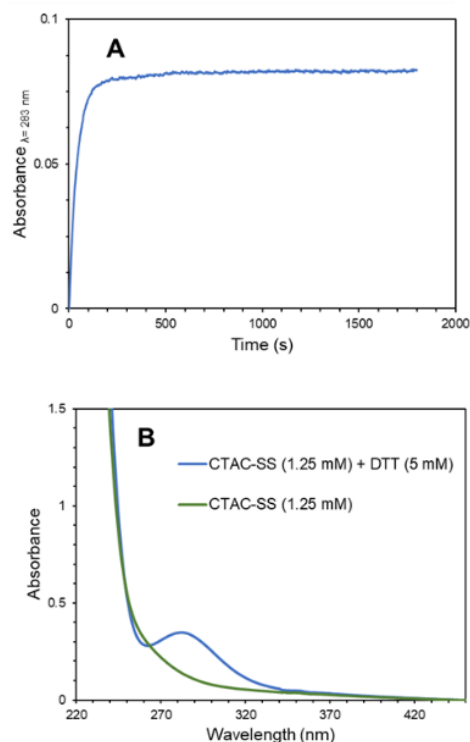 A
0.1
0.05
0
Absorbance λ= 283 nm
0 500 1000 1500 2000
Time (s)
B
1.5
1
0.5
0
Absorbance
CTAC-SS (1.25 mM) + DTT (5 mM)
CTAC-SS (1.25 mM)
220 270 320 370 420
Wavelength (nm)